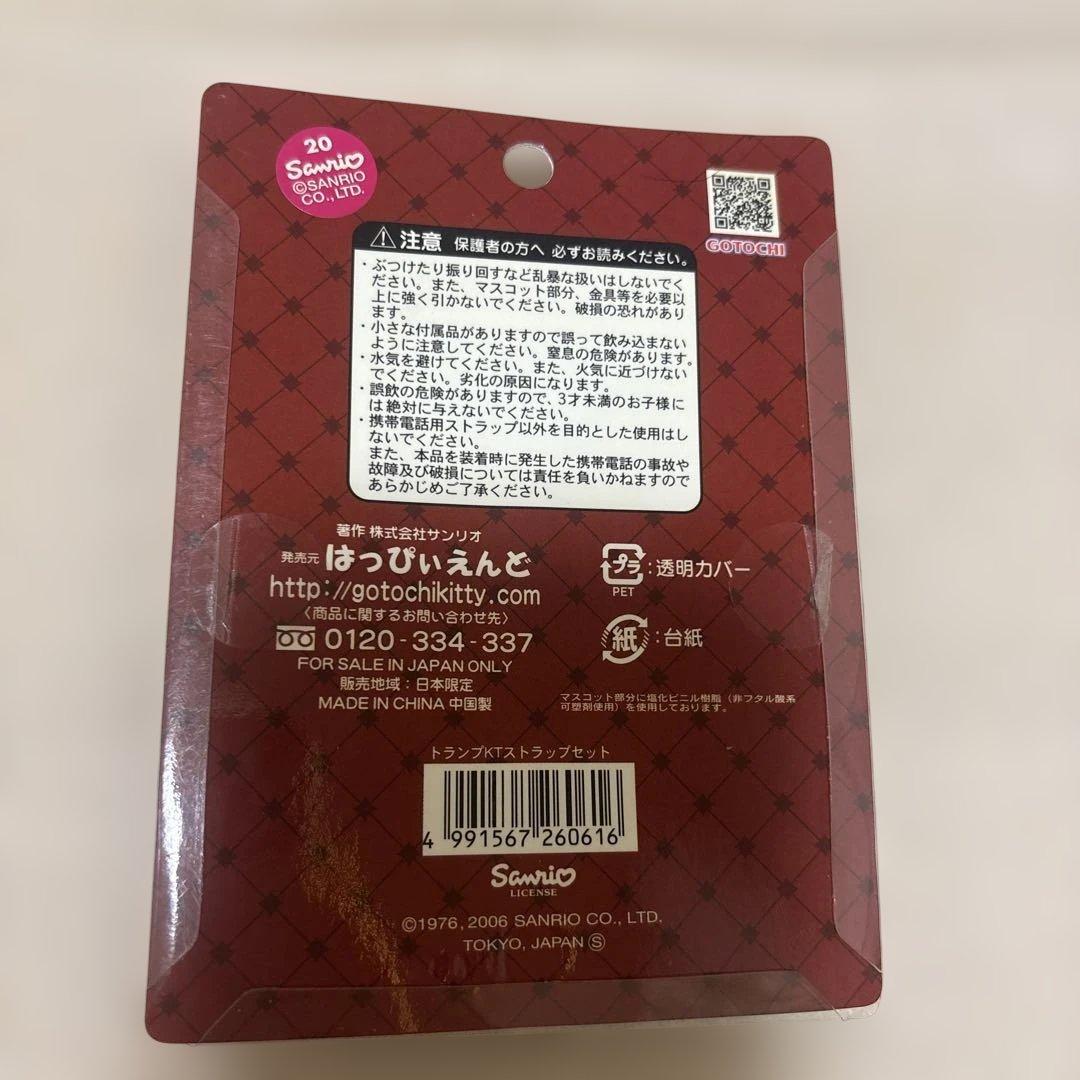 20
Sanrio
©SANRIO
CO., LTD.
GOTOCHI
注意 保護者の方へ 必ずお読みください。
・ぶつけたり振り回すなど乱暴な扱いはしないでく
ださい。また、マスコット部分、金具等を必要以
上に強く引かないでください。破損の恐れがあり
ます。
・小さな付属品がありますので誤って飲み込まない
ように注意してください。窒息の危険があります。
・水気を避けてください。また、火気に近づけない
でください。劣化の原因になります。
・誤飲の危険がありますので、3才未満のお子様に
は絶対に与えないでください。
・携帯電話用ストラップ以外を目的とした使用はし
ないでください。
また、本品を装着時に発生した携帯電話の事故や
故障及び破損については責任を負いかねますので
あらかじめご了承ください。
著作 株式会社サンリオ
発売元 はっぴぃえんど
http://gotochikitty.com
〈商品に関するお問い合わせ先〉
0120-334-337
FOR SALE IN JAPAN ONLY
販売地域：日本限定
MADE IN CHINA 中国製
プラ：透明カバー
PET
紙：台紙
マスコット部分に塩化ビニル樹脂（非フタル酸系
可塑剤使用）を使用しております。
トランプKTストラップセット
4 991567 260616
Sanrio
LICENSE
©1976, 2006 SANRIO CO., LTD.
TOKYO, JAPAN Ⓢ